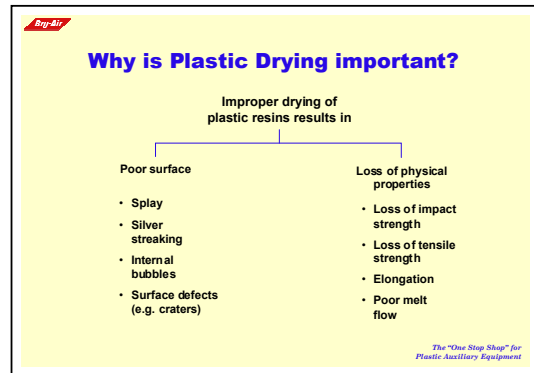 Bry-Air
Why is Plastic Drying important?
Improper drying of
plastic resins results in
Poor surface
• Splay
• Silver
streaking
• Internal
bubbles
• Surface defects
(e.g. craters)
Loss of physical
properties
• Loss of impact
strength
• Loss of tensile
strength
• Elongation
• Poor melt
flow
The "One Stop Shop" for
Plastic Auxiliary Equipment